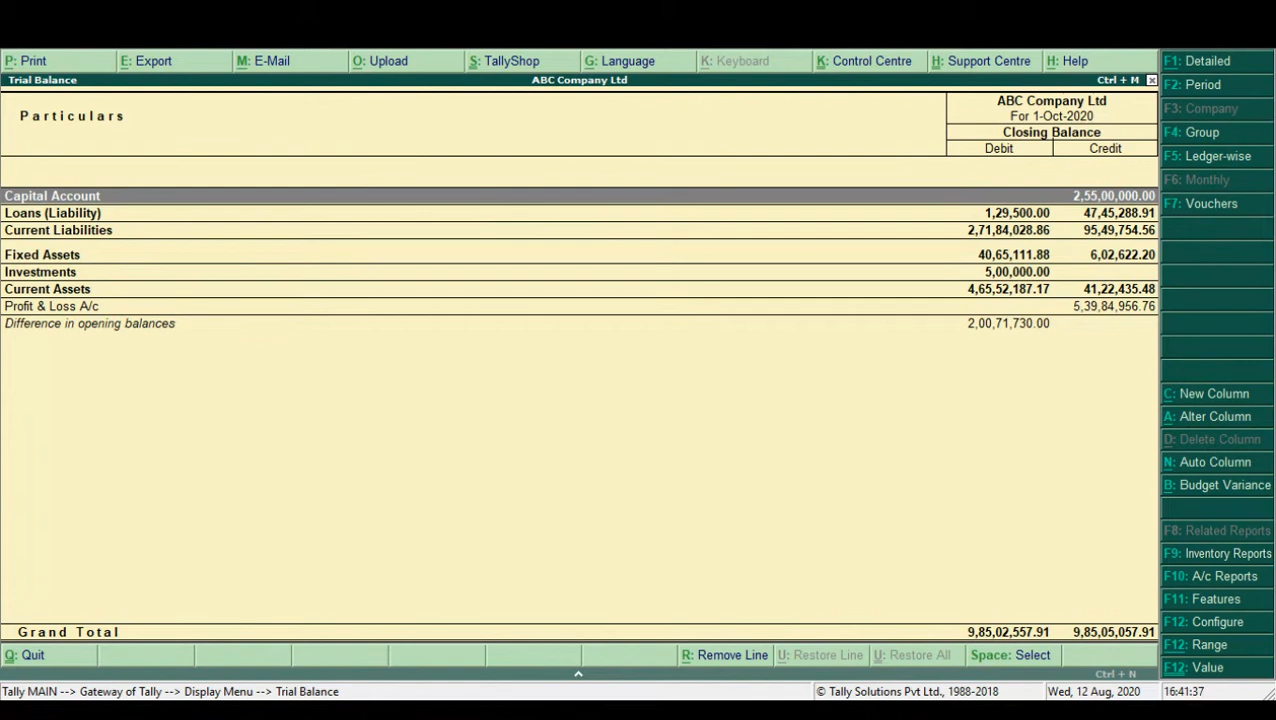 P: Print E: Export M: E-Mail O: Upload S: TallyShop G: Language K: Keyboard K: Control Centre H: Support Centre H: Help
Trial Balance ABC Company Ltd Ctrl + M
Particulars
ABC Company Ltd
For 1-Oct-2020
Closing Balance
Debit Credit
Capital Account 2,55,00,000.00
Loans (Liability) 1,29,500.00 47,45,288.91
Current Liabilities 2,71,84,028.86 95,49,754.56
Fixed Assets 40,65,111.88 6,02,622.20
Investments 5,00,000.00
Current Assets 4,65,52,187.17 41,22,435.48
Profit & Loss A/c 5,39,84,956.76
Difference in opening balances 2,00,71,730.00
Grand Total 9,85,02,557.91 9,85,05,057.91
F1: Detailed
F2: Period
F3: Company
F4: Group
F5: Ledger-wise
F6: Monthly
F7: Vouchers
C: New Column
A: Alter Column
D: Delete Column
N: Auto Column
B: Budget Variance
F8: Related Reports
F9: Inventory Reports
F10: A/c Reports
F11: Features
F12: Configure
F12: Range
F12: Value
Q: Quit R: Remove Line U: Restore Line U: Restore All Space: Select
Ctrl + N
Tally MAIN --> Gateway of Tally --> Display Menu --> Trial Balance © Tally Solutions Pvt Ltd., 1988-2018 Wed, 12 Aug, 2020 16:41:37